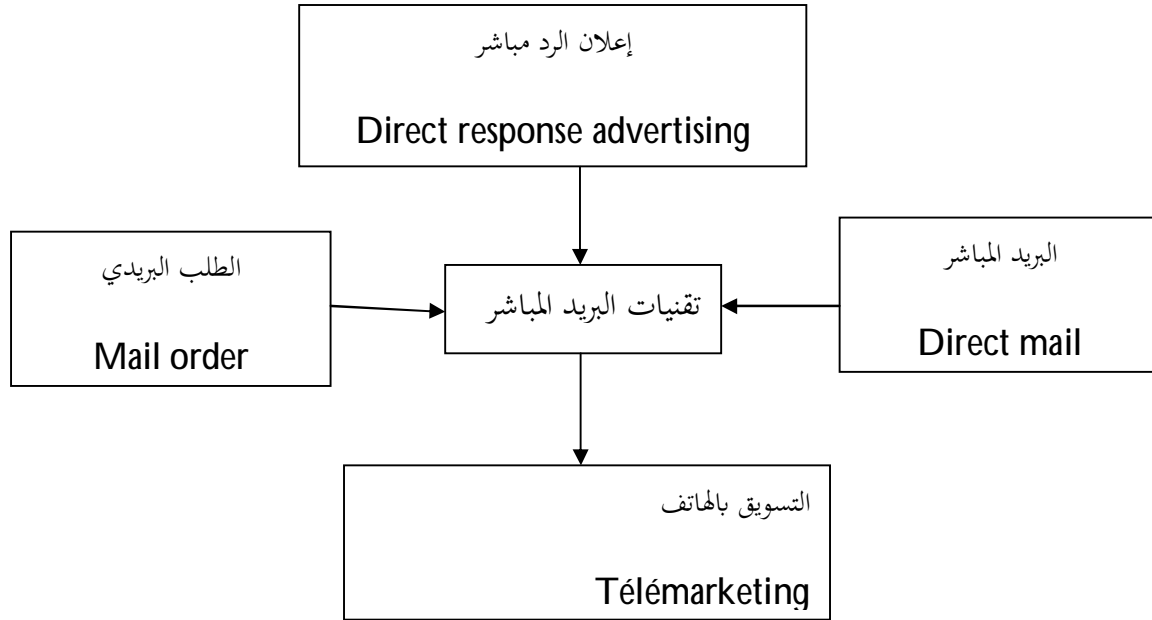 إعلان الرد مباشر
Direct response advertising
البريد المباشر
Direct mail
الطلب البريدي
Mail order
تقنيات البريد المباشر
التسويق بالهاتف
Télémarketing